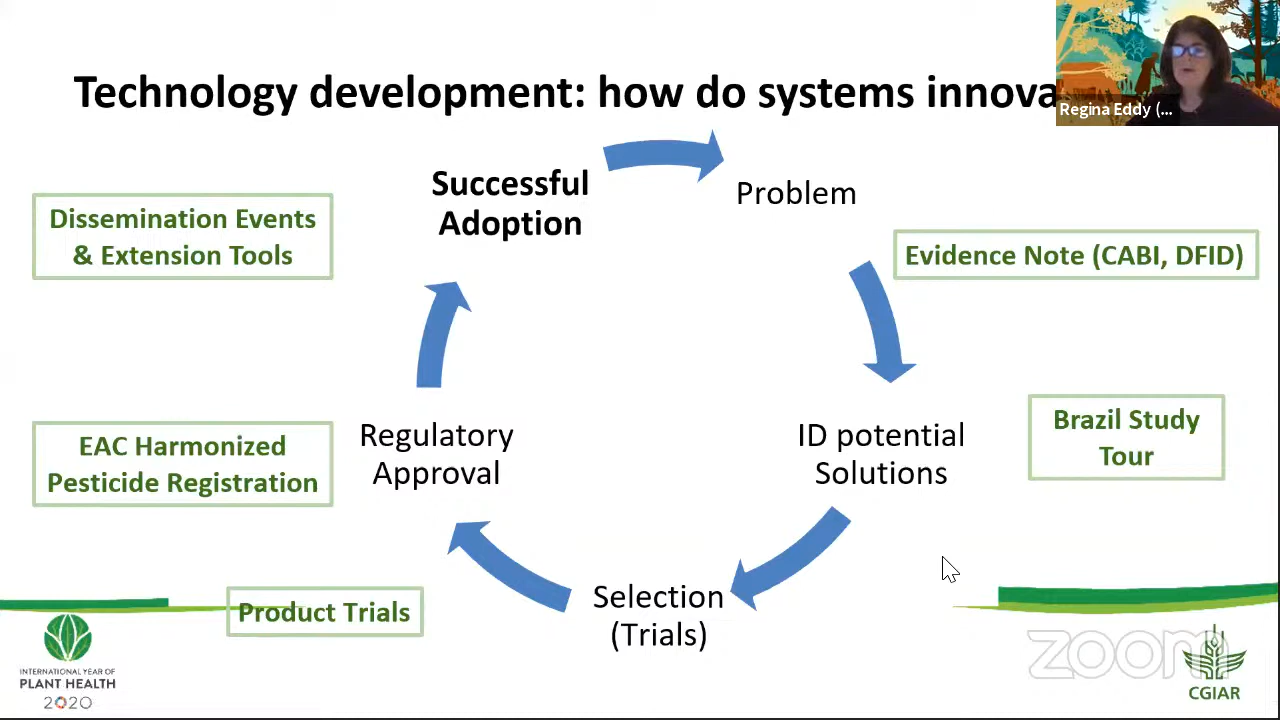 Technology development: how do systems innova
Regina Eddy (...
Successful
Adoption
Problem
Dissemination Events
& Extension Tools
Evidence Note (CABI, DFID)
ID potential
Solutions
Brazil Study
Tour
Regulatory
Approval
EAC Harmonized
Pesticide Registration
Selection
(Trials)
Product Trials
INTERNATIONAL YEAR OF
PLANT HEALTH
2020
zoom
CGIAR